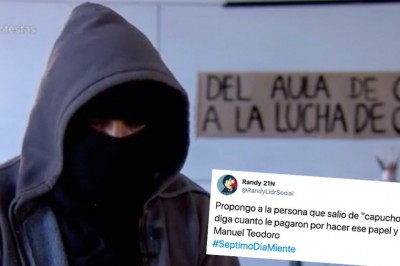 DEL AULA DE C
A LA LUCHA DE C
Randy 21N
@RandyLidrSocial
Propongo a la persona que salio de "capucho
diga cuanto le pagaron por hacer ese papel y
Manuel Teodoro
#SeptimoDiaMiente